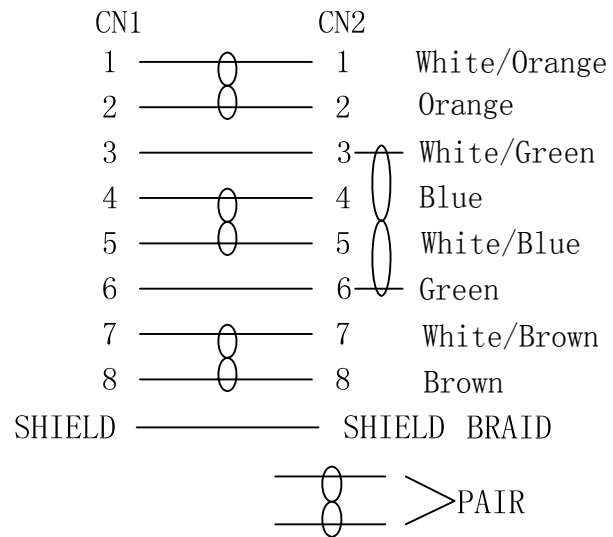 CN1 CN2
1 1 White/Orange
2 2 Orange
3 3 White/Green
4 4 Blue
5 5 White/Blue
6 6 Green
7 7 White/Brown
8 8 Brown
SHIELD SHIELD BRAID
PAIR